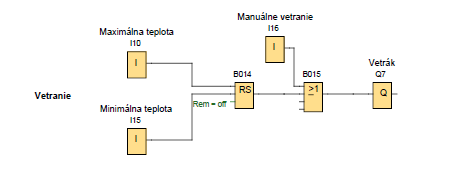 Manuálne vetranie
I16
I
Maximálna teplota
I10
I
Vetrák
Q7
Q
B014
RS
B015
>1
Vetranie
Rem = off
Minimálna teplota
I15
I